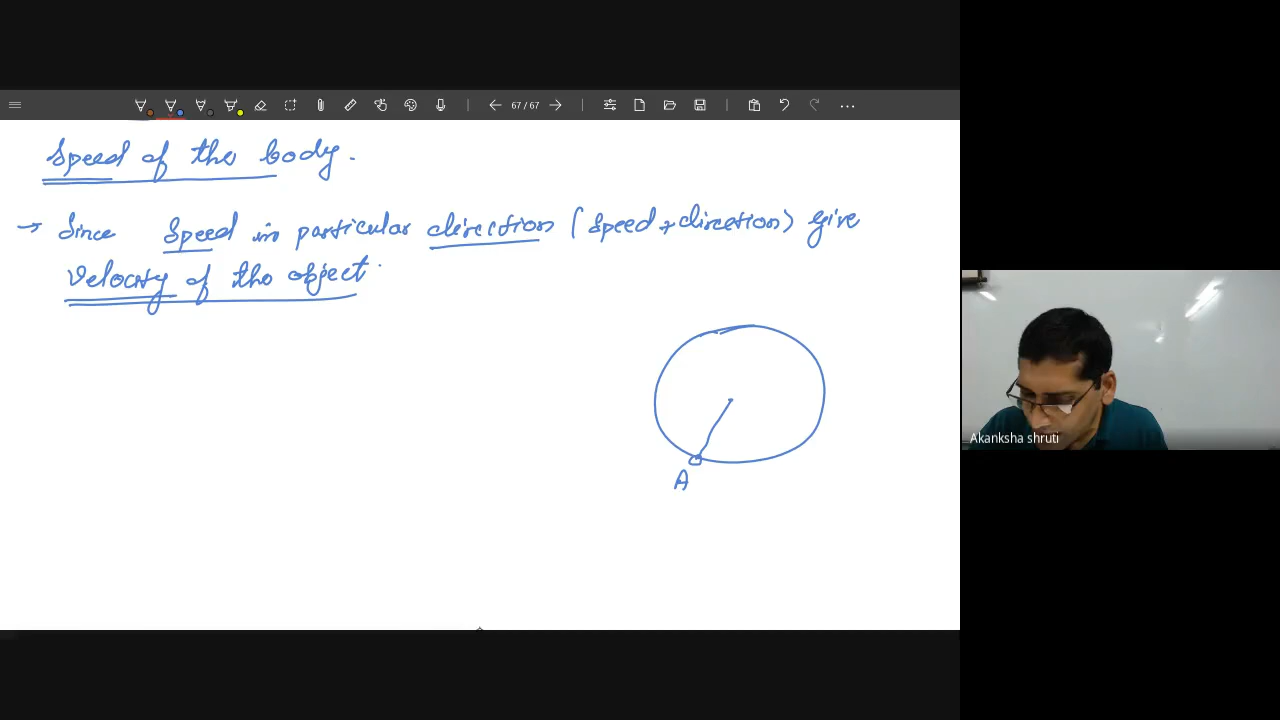 67/67
Speed of the body.
→ Since Speed in particular direction (speed+direction) give
Velocity of the object.
A
Akanksha shruti